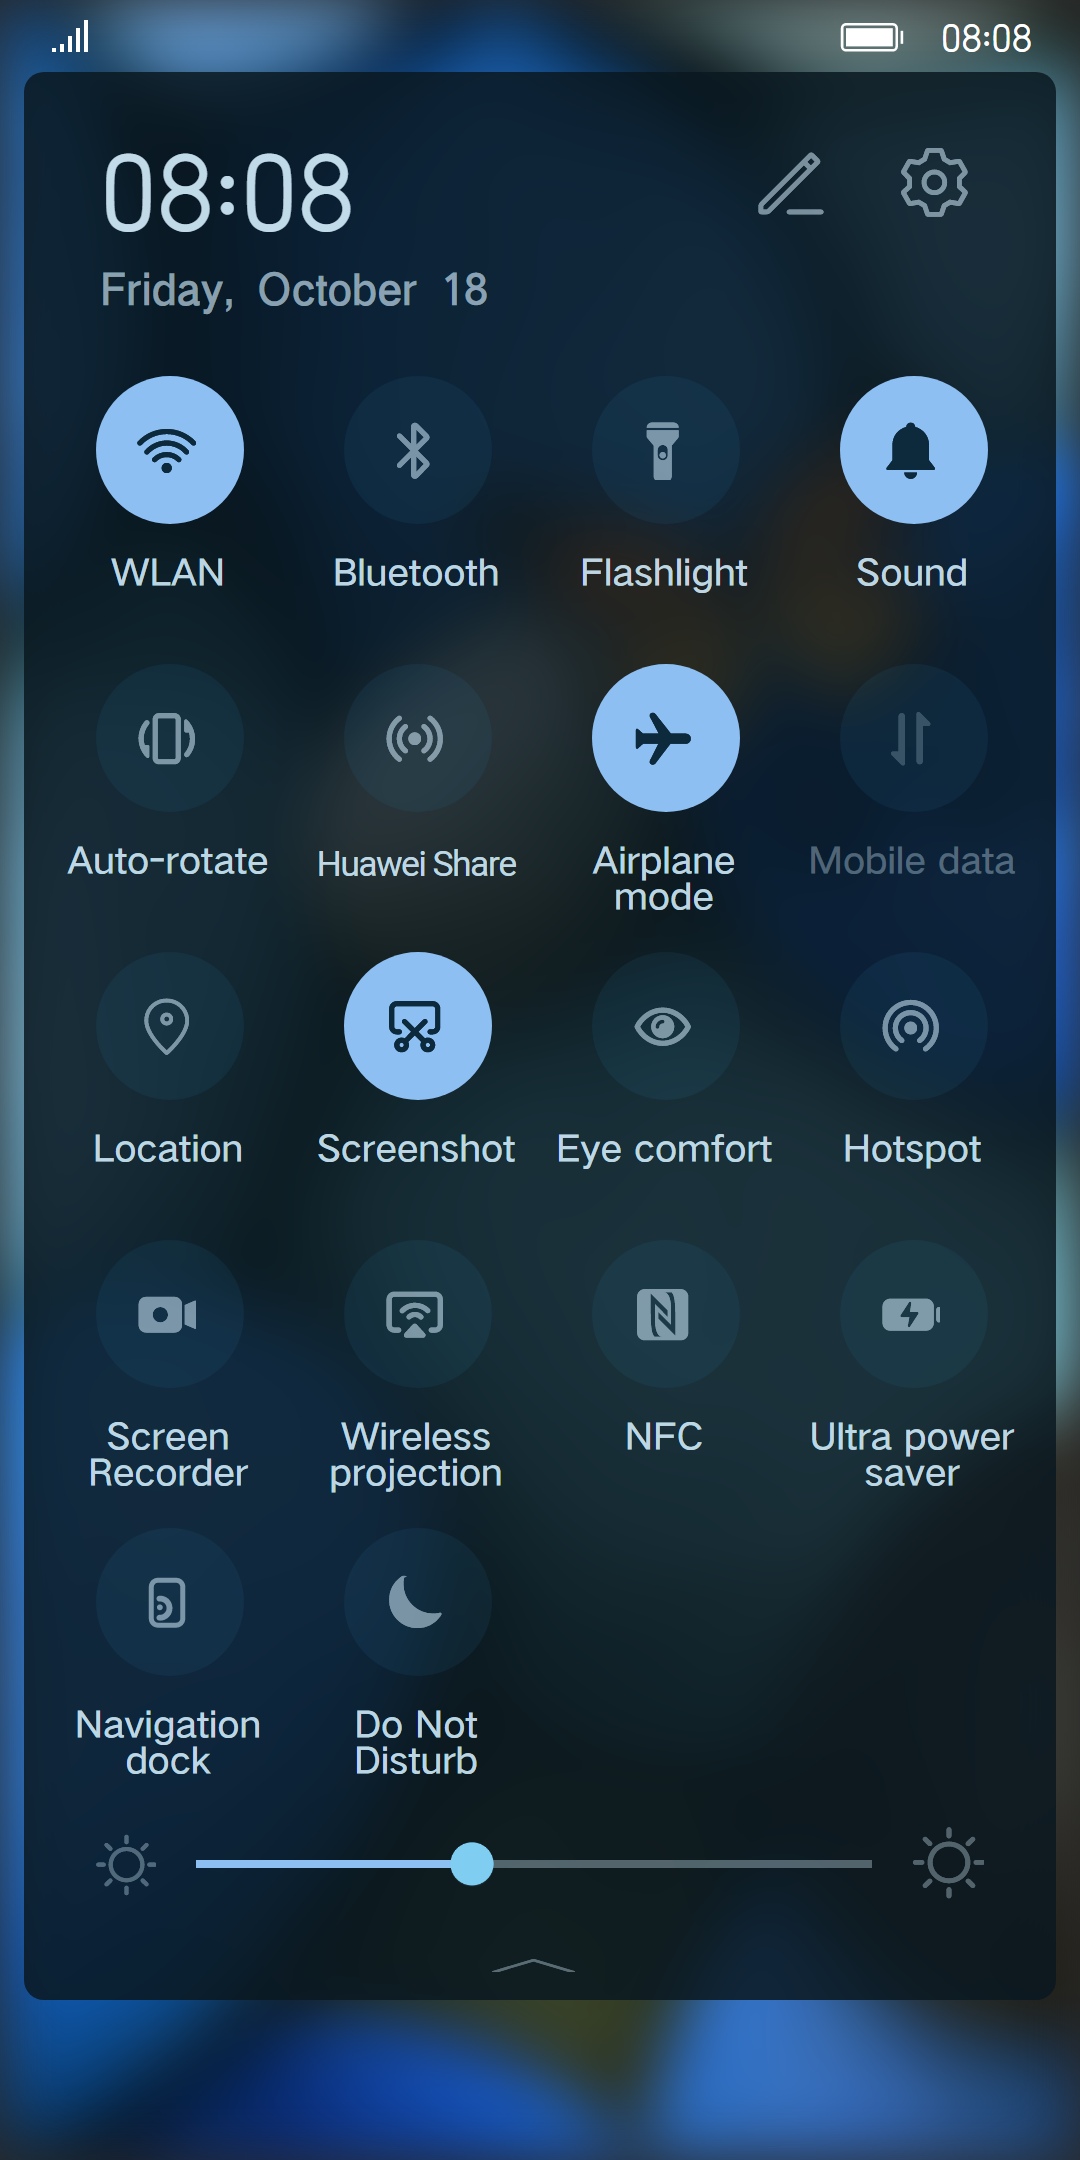 08:08
08:08
Friday, October 18
WLAN Bluetooth Flashlight Sound
Auto-rotate Huawei Share Airplane mode Mobile data
Location Screenshot Eye comfort Hotspot
Screen Recorder Wireless projection NFC Ultra power saver
Navigation dock Do Not Disturb